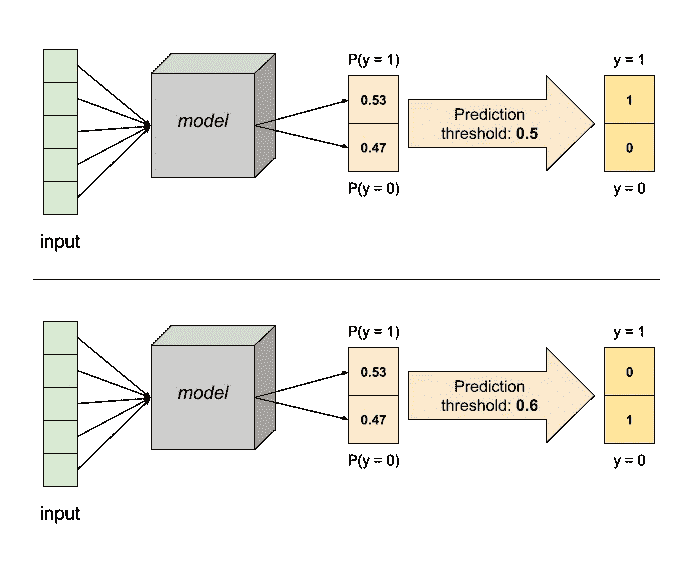 P(y = 1)
y = 1
model
0.53
0.47
Prediction
threshold: 0.5
1
0
P(y = 0)
y = 0
input
P(y = 1)
y = 1
model
0.53
0.47
Prediction
threshold: 0.6
0
1
P(y = 0)
y = 0
input